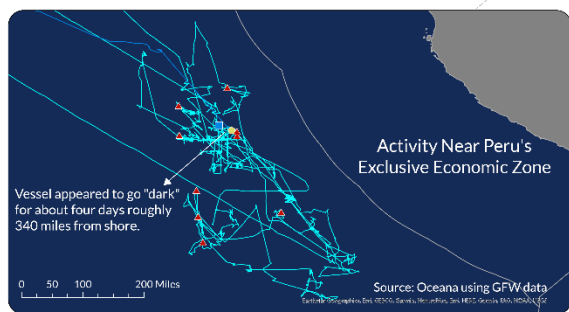 Activity Near Peru's
Exclusive Economic Zone
Vessel appeared to go "dark"
for about four days roughly
340 miles from shore.
0 50 100 200 Miles
Source: Oceana using GFW data